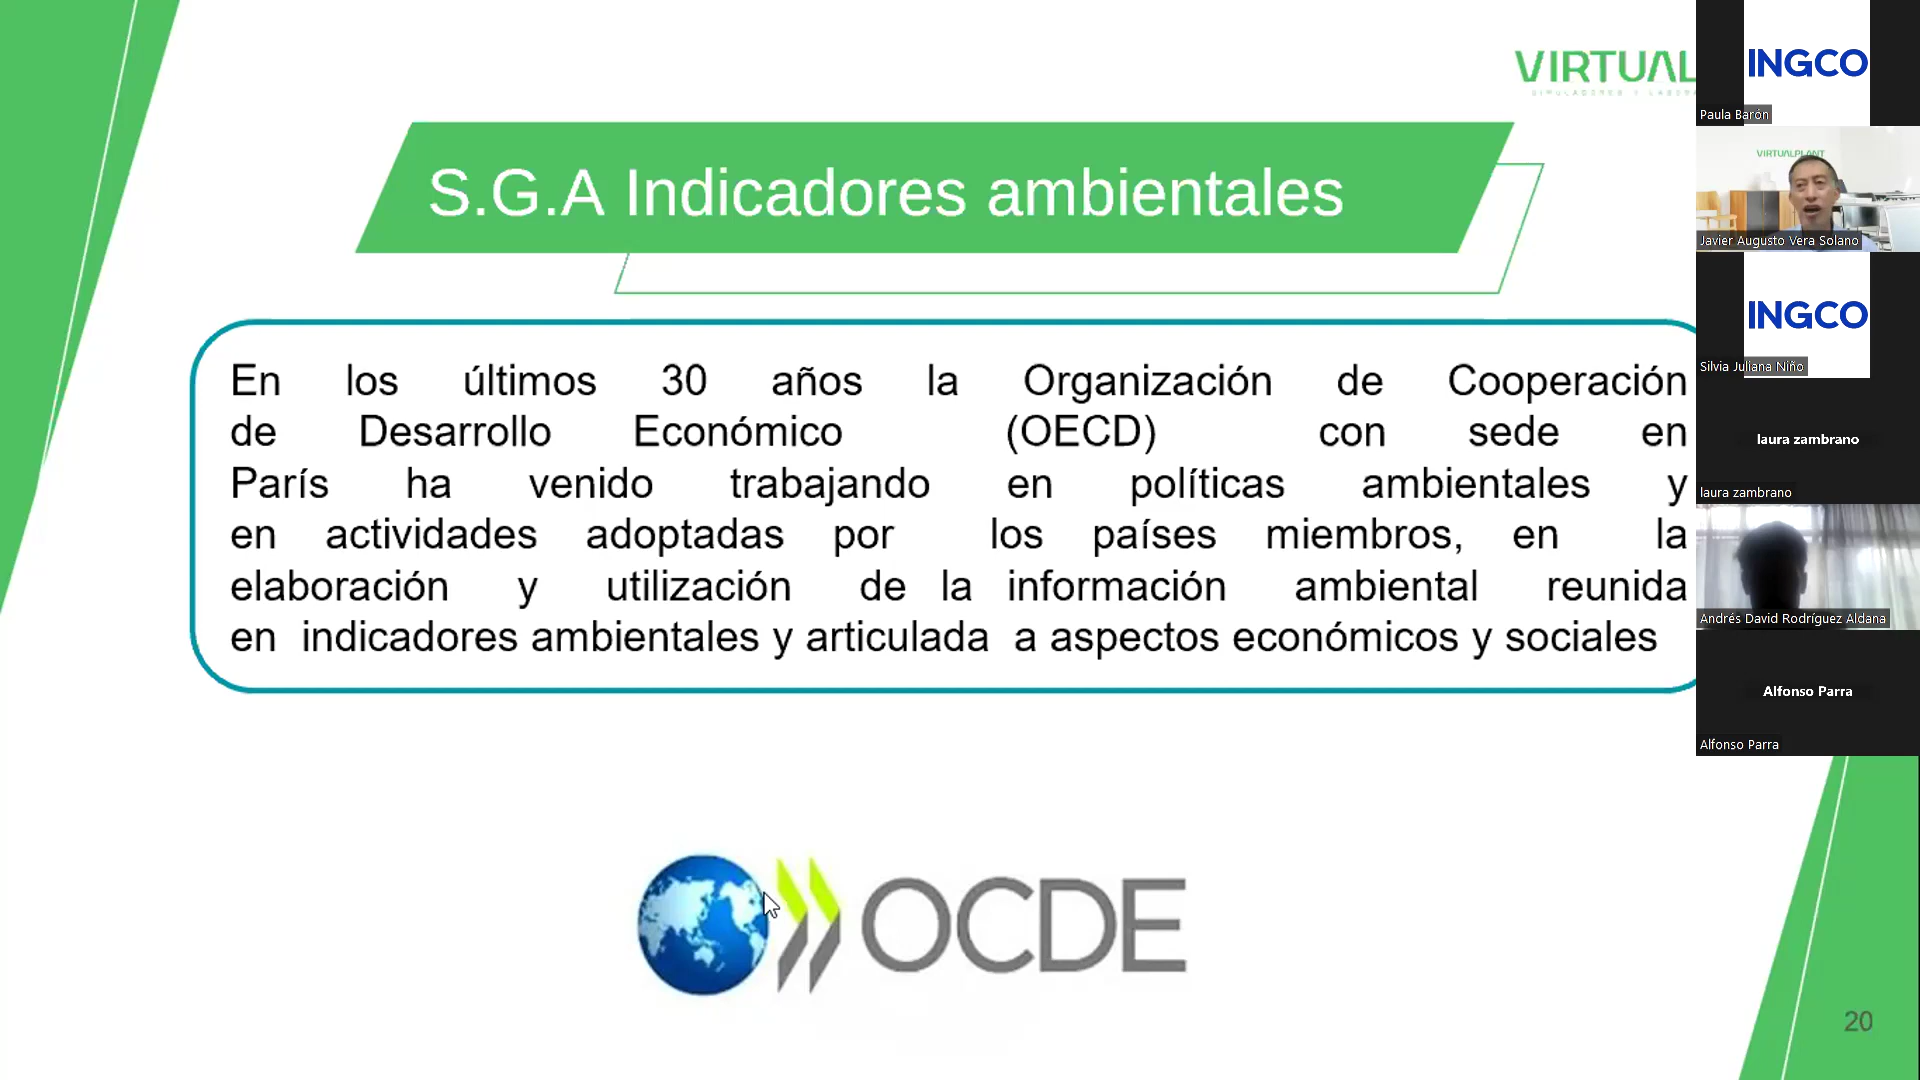 VIRTUAL
S.G.A Indicadores ambientales
En los últimos 30 años la Organización de Cooperación
de Desarrollo Económico (OECD) con sede en
París ha venido trabajando en políticas ambientales y
en actividades adoptadas por los países miembros, en la
elaboración y utilización de la información ambiental reunida
en indicadores ambientales y articulada a aspectos económicos y sociales
OCDE
20
INGCO
Paula Barón
VIRTUALPLANT
Javier Augusto Vera Solano
INGCO
Silvia Juliana Niño
laura zambrano
laura zambrano
Andrés David Rodríguez Aldana
Alfonso Parra
Alfonso Parra